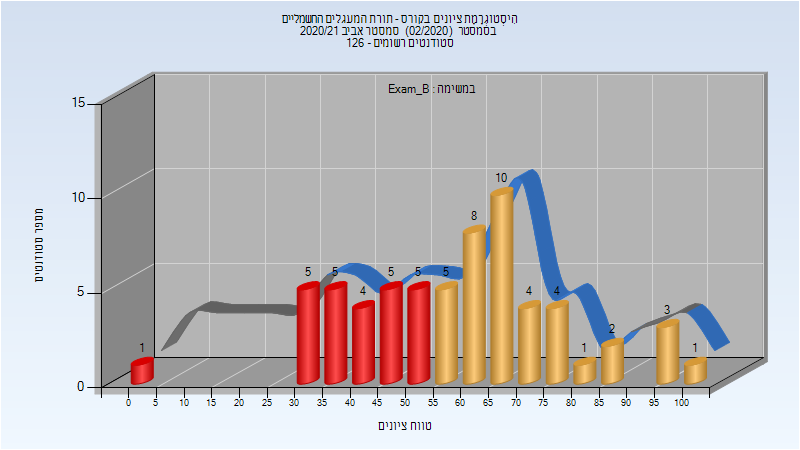 היסטוגרמת ציונים בקורס - תורת המעגלים החשמליים
בסמסטר (02/2020) סמסטר אביב 2020/21
סטודנטים רשומים - 126
במשימה : Exam_B
מספר סטודנטים
15
10
5
0
1 5 5 4 5 5 5 8 10 4 4 1 2 3 1
0 5 10 15 20 25 30 35 40 45 50 55 60 65 70 75 80 85 90 95 100
טווח ציונים